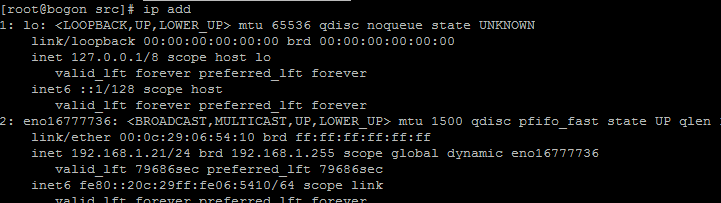 [root@bogon src]# ip add
1: lo: <LOOPBACK,UP,LOWER_UP> mtu 65536 qdisc noqueue state UNKNOWN
link/loopback 00:00:00:00:00:00 brd 00:00:00:00:00:00
inet 127.0.0.1/8 scope host lo
valid_lft forever preferred_lft forever
inet6 ::1/128 scope host
valid_lft forever preferred_lft forever
2: eno16777736: <BROADCAST,MULTICAST,UP,LOWER_UP> mtu 1500 qdisc pfifo_fast state UP qlen
link/ether 00:0c:29:06:54:10 brd ff:ff:ff:ff:ff:ff
inet 192.168.1.21/24 brd 192.168.1.255 scope global dynamic eno16777736
valid_lft 79686sec preferred_lft 79686sec
inet6 fe80::20c:29ff:fe06:5410/64 scope link
valid_lft forever preferred_lft forever